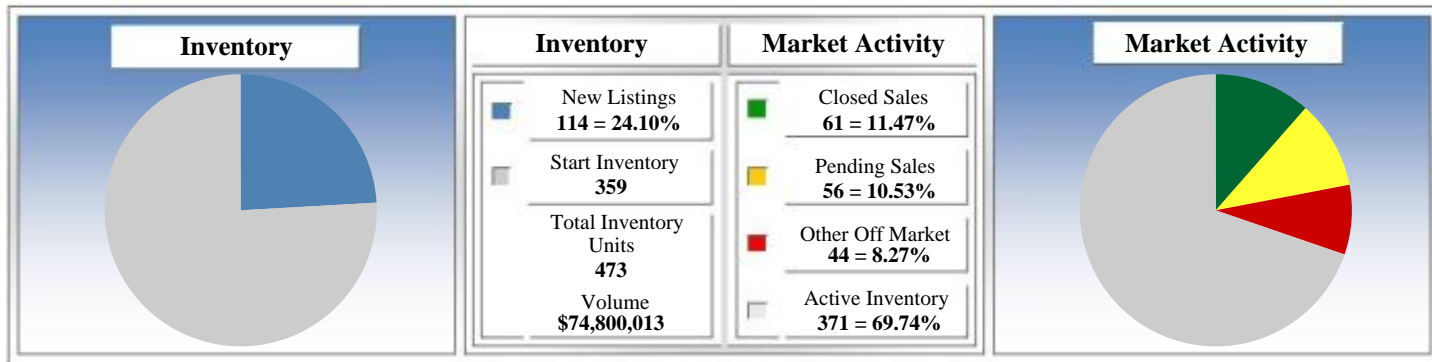 Inventory
Inventory
New Listings
114 = 24.10%
Start Inventory
359
Total Inventory
Units
473
Volume
$74,800,013
Market Activity
Closed Sales
61 = 11.47%
Pending Sales
56 = 10.53%
Other Off Market
44 = 8.27%
Active Inventory
371 = 69.74%
Market Activity